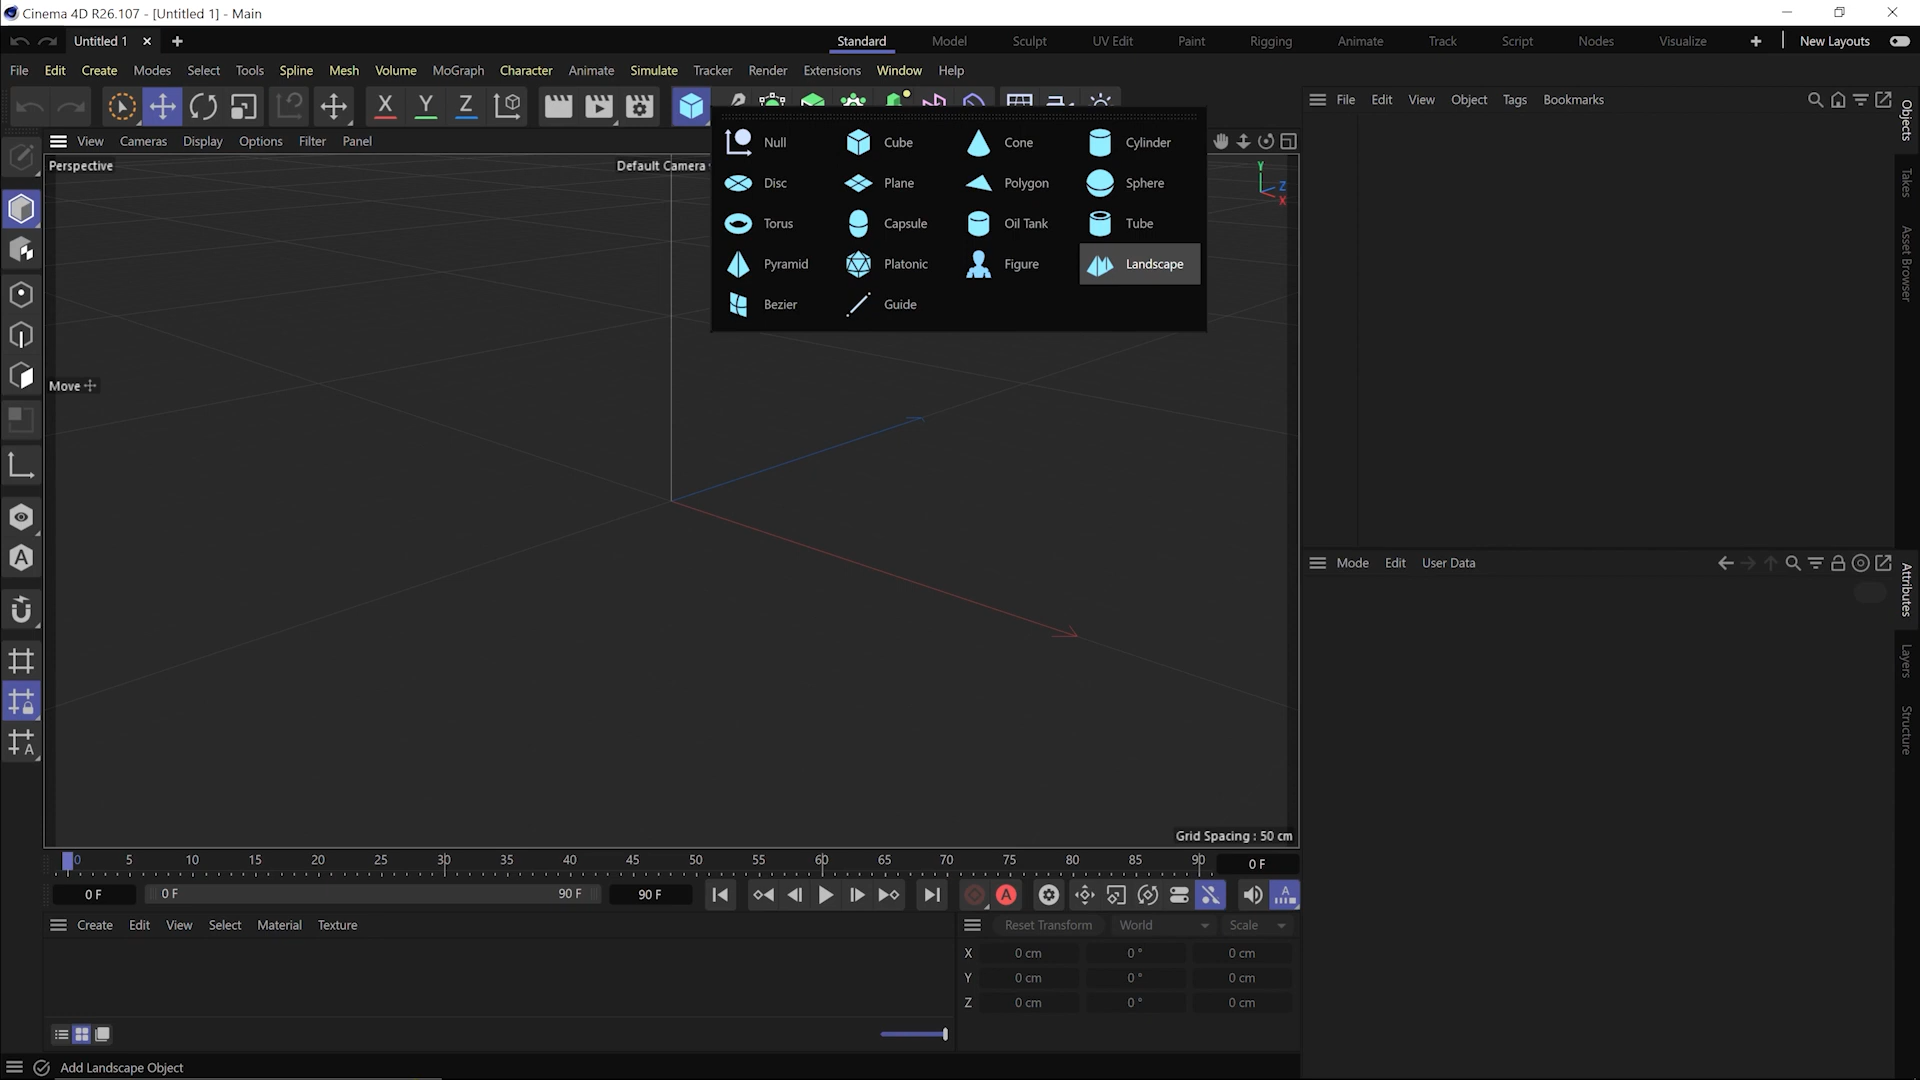 Cinema 4D R26.107 - [Untitled 1] - Main
Untitled 1
Standard Model Sculpt UV Edit Paint Rigging Animate Track Script Nodes Visualize New Layouts
File Edit Create Modes Select Tools Spline Mesh Volume MoGraph Character Animate Simulate Tracker Render Extensions Window Help
X Y Z
File Edit View Object Tags Bookmarks
View Cameras Display Options Filter Panel
Perspective
Default Camera
Null Cube Cone Cylinder
Disc Plane Polygon Sphere
Torus Capsule Oil Tank Tube
Pyramid Platonic Figure Landscape
Bezier Guide
Y
Z
X
Objects
Takes
Asset Browser
Move
A
A
Mode Edit User Data
Attributes
Layers
Structure
Grid Spacing : 50 cm
0 5 10 15 20 25 30 35 40 45 50 55 60 65 70 75 80 85 90 0 F
0 F 0 F 90 F 90 F A A
Create Edit View Select Material Texture
Reset Transform World Scale
X 0 cm 0 ° 0 cm
Y 0 cm 0 ° 0 cm
Z 0 cm 0 ° 0 cm
Add Landscape Object